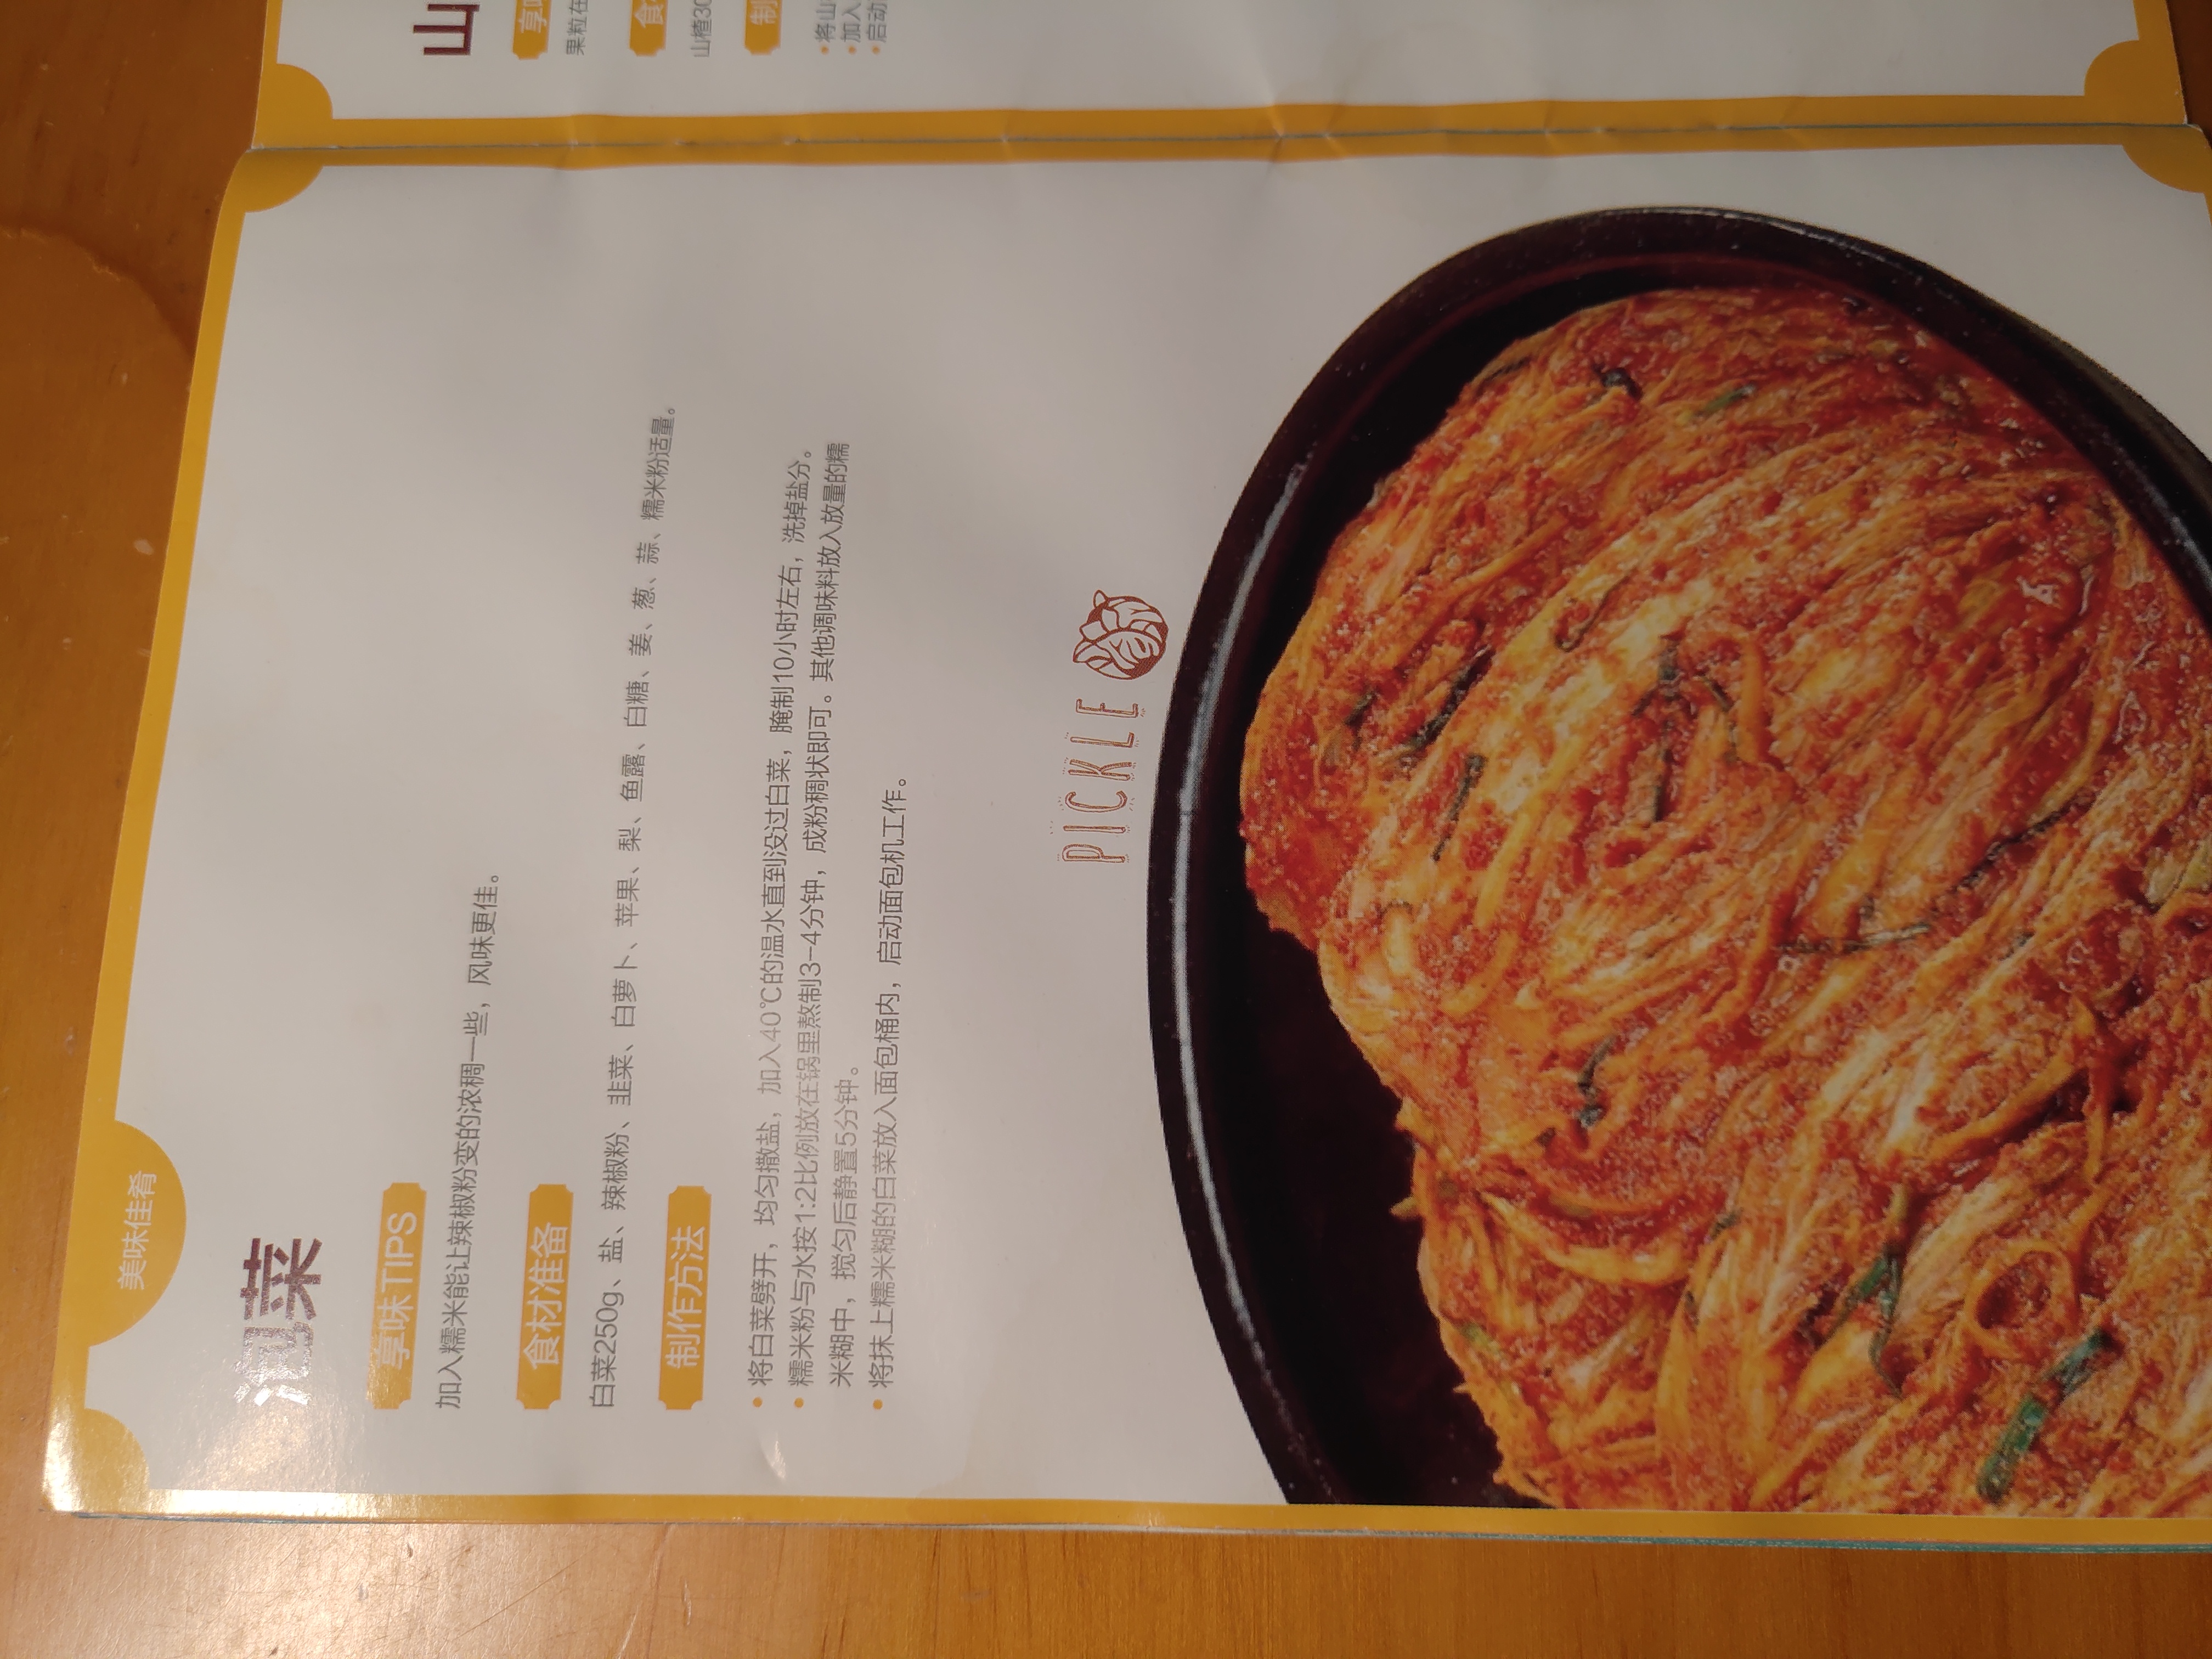 美味佳肴
泡菜
享味TIPS
加入糯米能让辣椒粉变的浓稠一些，风味更佳。
食材准备
白菜250g、盐、辣椒粉、韭菜、白萝卜、苹果、梨、鱼露、白糖、姜、葱、蒜、糯米粉适量。
制作方法
•将白菜劈开，均匀撒盐，加入40℃的温水直到没过白菜，腌制10小时左右，洗掉盐分。
•糯米粉与水按1:2比例放在锅里熬制3-4分钟，成粉稠状即可。其他调味料放入放量的糯
米糊中，搅匀后静置5分钟。
•将抹上糯米糊的白菜放入面包桶内，启动面包机工作。
PICKLE
山
享
果粒在
食
山楂30
制
•将山
•加入
•启动